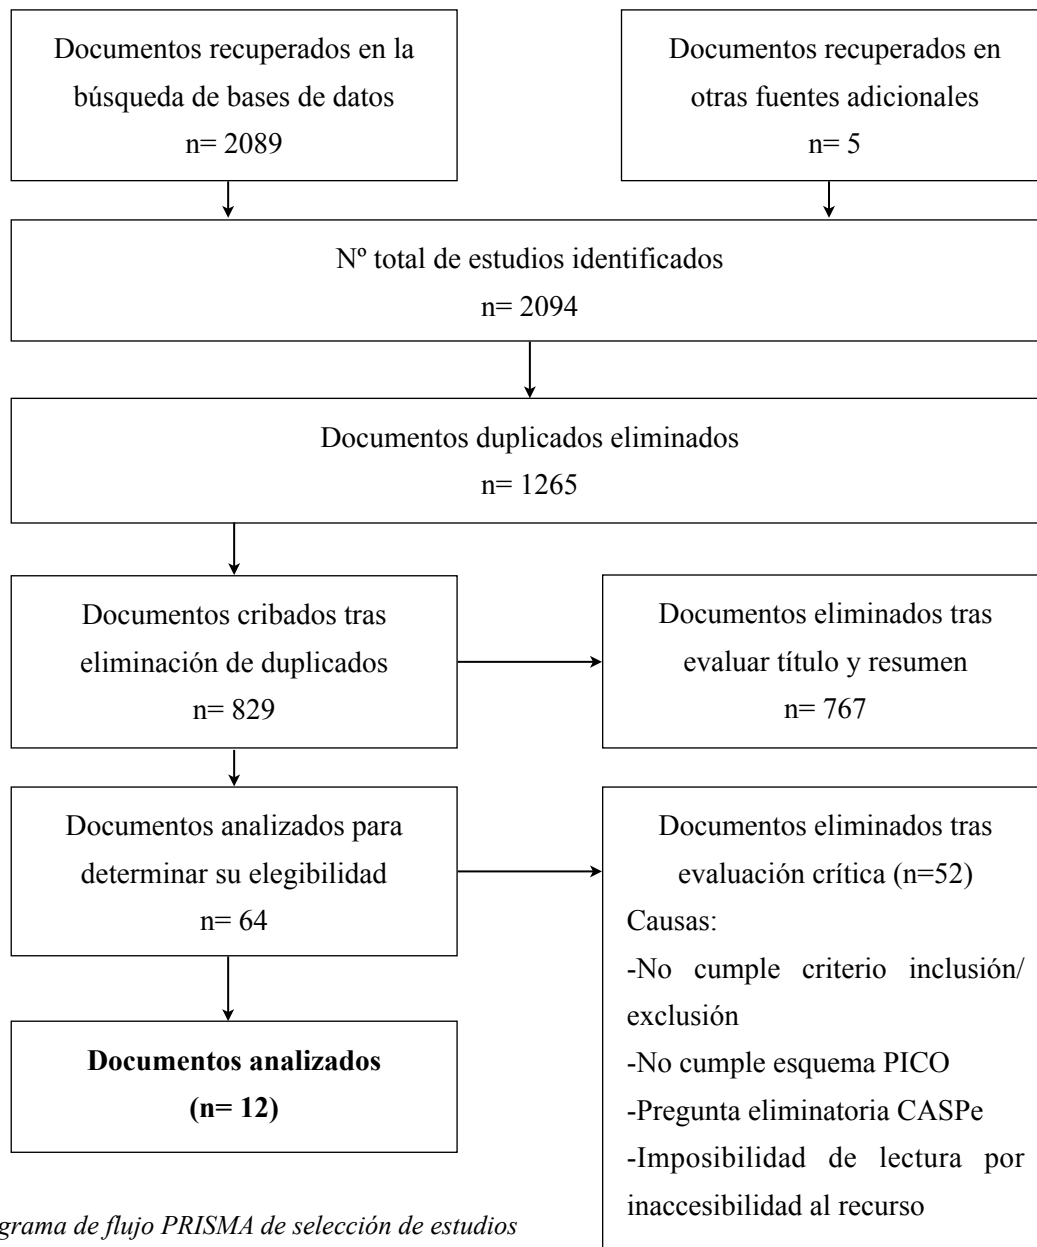 Documentos recuperados en la
búsqueda de bases de datos
n= 2089
Documentos recuperados en
otras fuentes adicionales
n= 5
Nº total de estudios identificados
n= 2094
Documentos duplicados eliminados
n= 1265
Documentos cribados tras
eliminación de duplicados
n= 829
Documentos eliminados tras
evaluar título y resumen
n= 767
Documentos analizados para
determinar su elegibilidad
n= 64
Documentos eliminados tras
evaluación crítica (n=52)
Causas:
-No cumple criterio inclusión/
exclusión
-No cumple esquema PICO
-Pregunta eliminatoria CASPe
-Imposibilidad de lectura por
inaccesibilidad al recurso
Documentos analizados
(n= 12)
grama de flujo PRISMA de selección de estudios